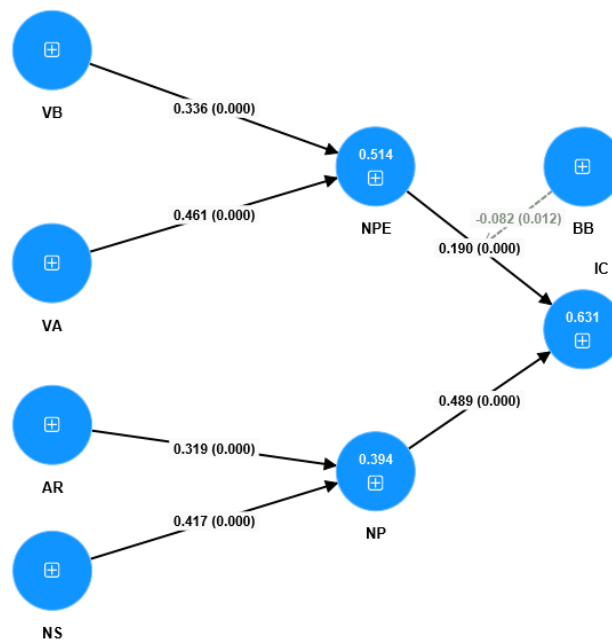 VB
0.336 (0.000)
0.514
NPE
-0.082 (0.012)
BB
0.461 (0.000)
0.190 (0.000)
IC
VA
0.631
0.489 (0.000)
AR
0.319 (0.000)
0.394
NP
0.417 (0.000)
NS